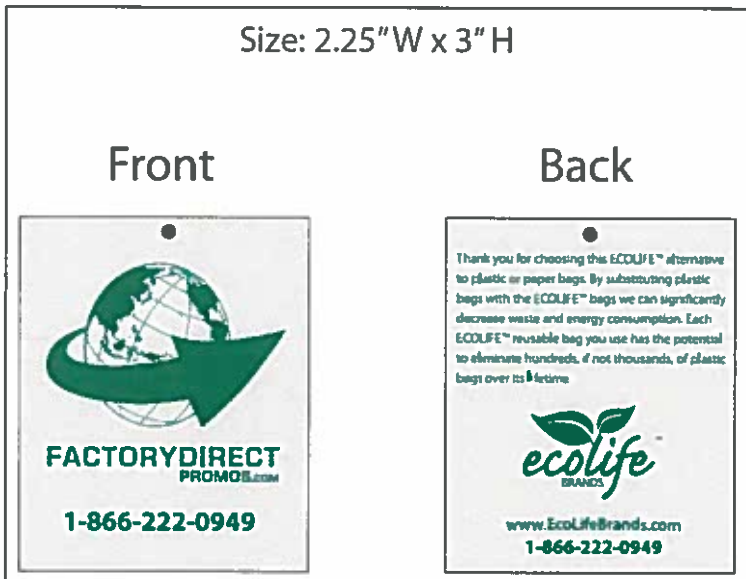 Size: 2.25"W x 3" H
Front
FACTORYDIRECT
PROMOS.COM
1-866-222-0949
Back
Thank you for choosing this ECOLIFE™ alternative
to plastic or paper bags. By substituting plastic
bags with the ECOLIFE™ bags we can significantly
decrease waste and energy consumption. Each
ECOLIFE™ reusable bag you use has the potential
to eliminate hundreds, if not thousands, of plastic
bags over its lifetime
ecolife™
BRANDS
www.EcoLifeBrands.com
1-866-222-0949